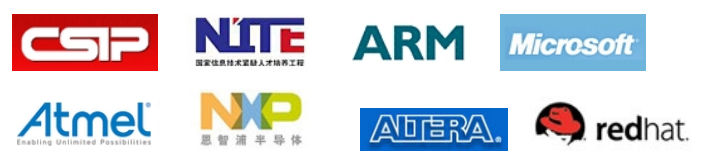 CSIP
NITE
国家信息技术紧缺人才培养工程
ARM
Microsoft
Atmel
Enabling Unlimited Possibilities
NXP
恩智浦半导体
ALTERA.
redhat.